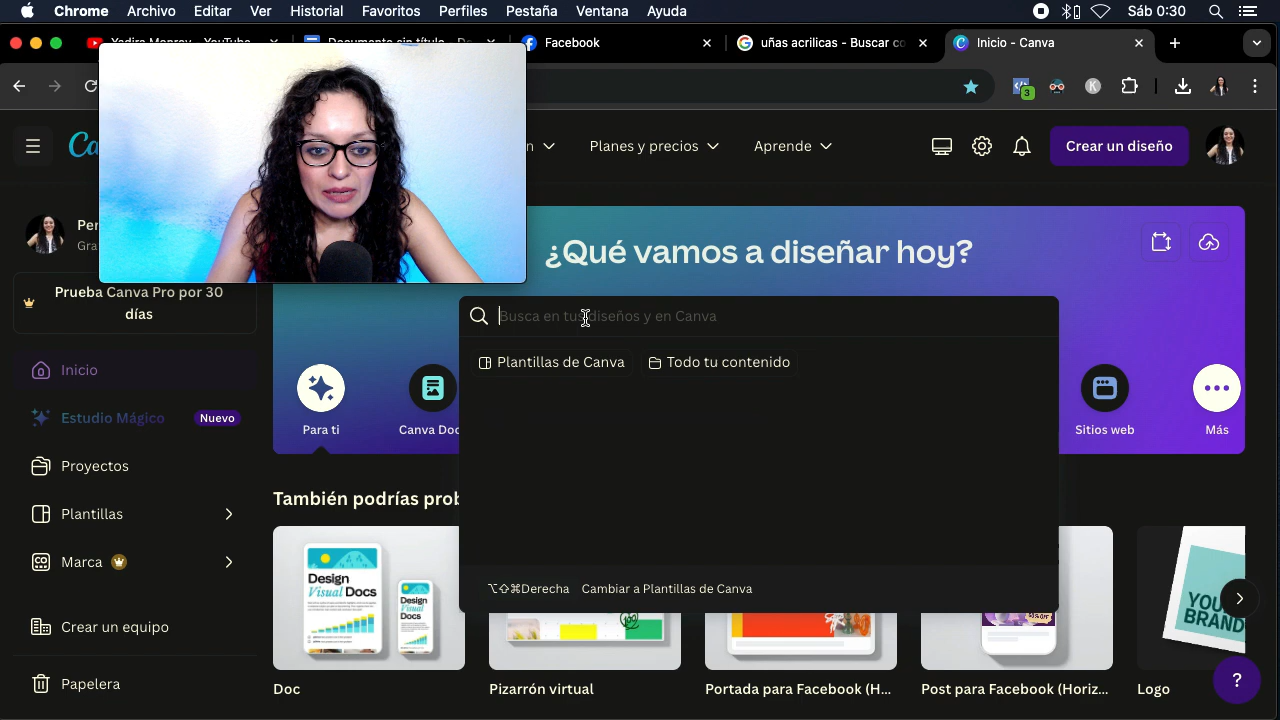 Chrome Archivo Editar Ver Historial Favoritos Perfiles Pestaña Ventana Ayuda
Sáb 0:30
Facebook
uñas acrilicas - Buscar co
Inicio - Canva
3
K
Planes y precios
Aprende
Crear un diseño
¿Qué vamos a diseñar hoy?
Prueba Canva Pro por 30
días
Busca en tus diseños y en Canva
Plantillas de Canva
Todo tu contenido
Inicio
Estudio Mágico
Nuevo
Proyectos
Plantillas
Marca
Crear un equipo
Papelera
Para ti
Canva Doc
Sitios web
Más
También podrías prob
⌥⇧⌘Derecha Cambiar a Plantillas de Canva
Design
Visual Docs
Design
Visual
Docs
YOU
BRAND
Doc
Pizarrón virtual
Portada para Facebook (H...
Post para Facebook (Horiz...
Logo
?